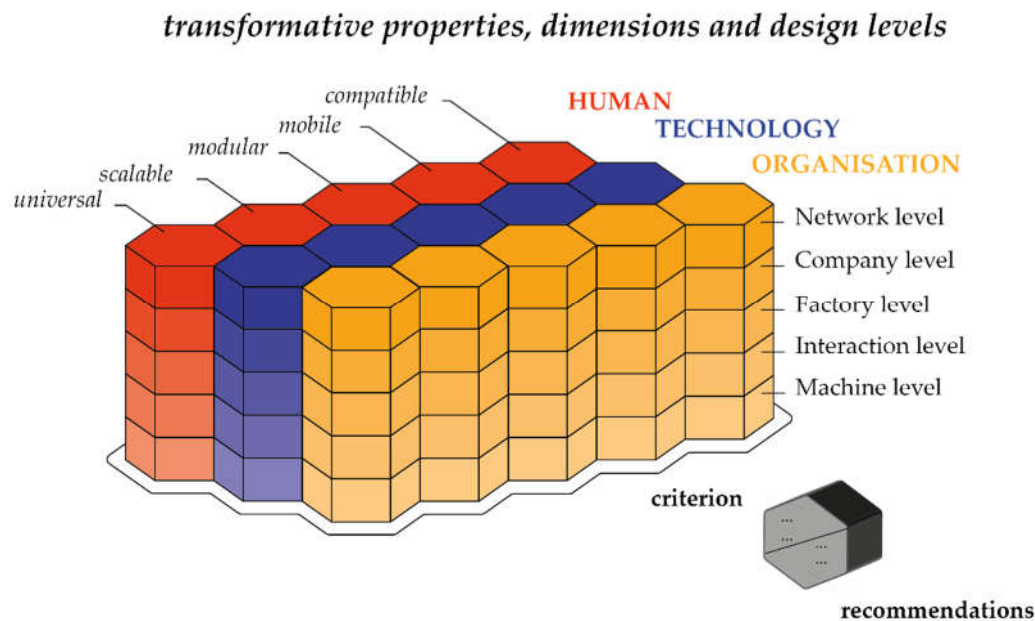 transformative properties, dimensions and design levels
compatible
mobile
modular
scalable
universal
HUMAN
TECHNOLOGY
ORGANISATION
Network level
Company level
Factory level
Interaction level
Machine level
criterion
...
...
...
...
recommendations